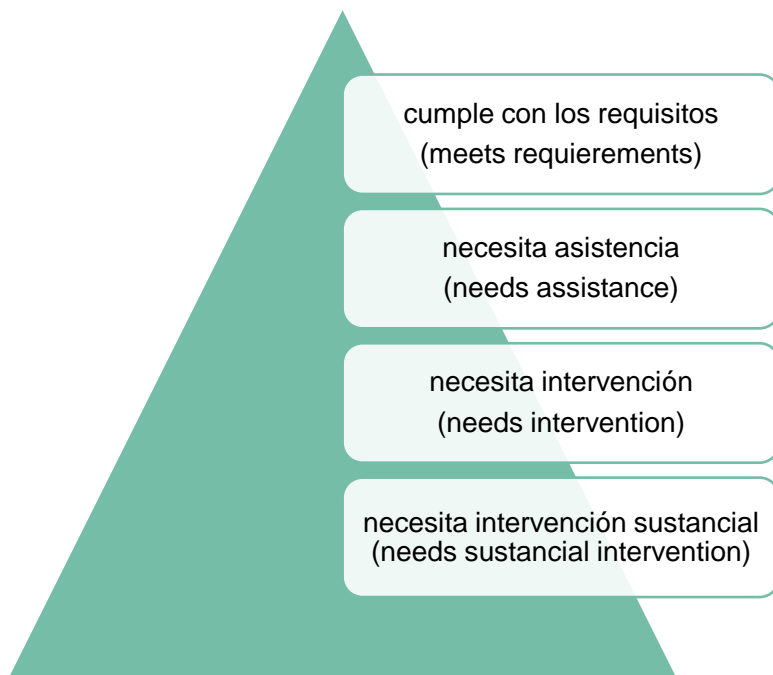 cumple con los requisitos
(meets requierements)
necesita asistencia
(needs assistance)
necesita intervención
(needs intervention)
necesita intervención sustancial
(needs sustancial intervention)